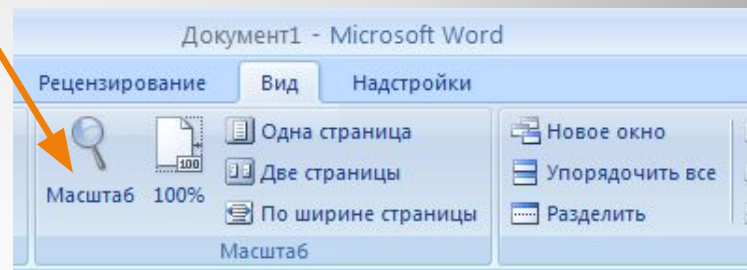 Документ1 - Microsoft Word
Рецензирование Вид Надстройки
Одна страница Новое окно
100
Две страницы Упорядочить все
Масштаб 100%
По ширине страницы Разделить
Масштаб